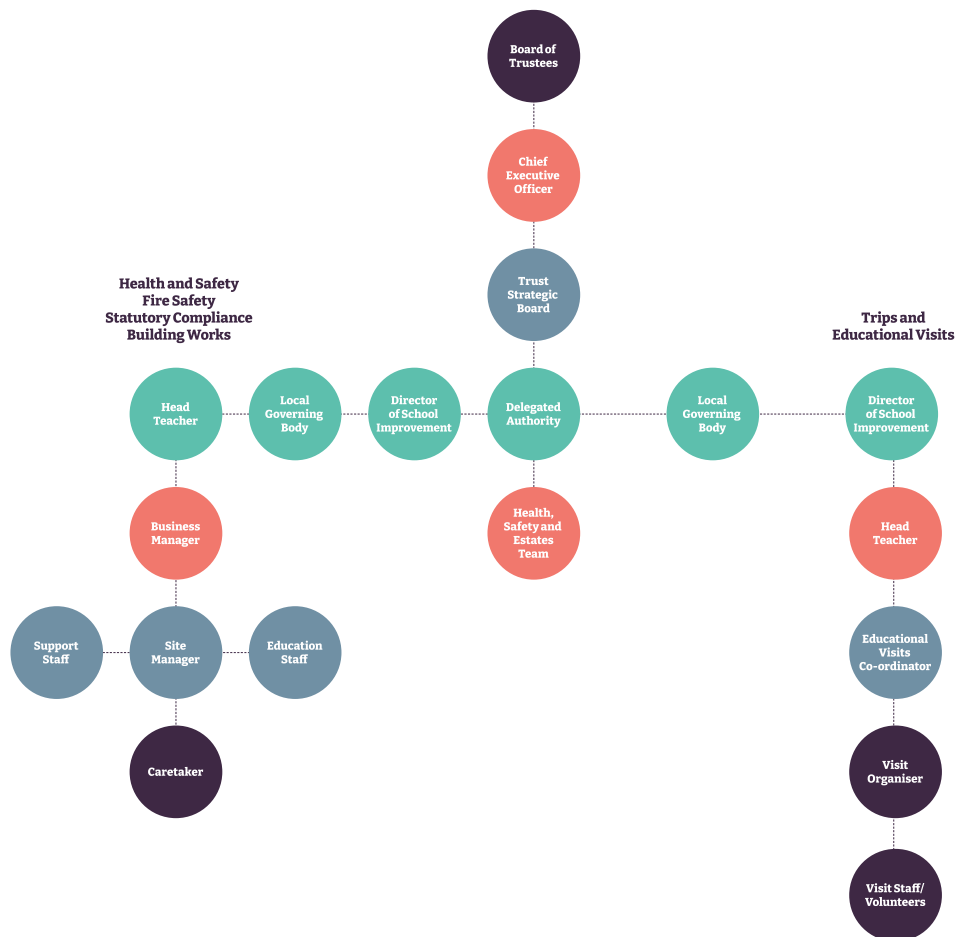 Board of
Trustees
Chief
Executive
Officer
Trust
Strategic
Board
Health and Safety
Fire Safety
Statutory Compliance
Building Works
Trips and
Educational Visits
Head
Teacher
Local
Governing
Body
Director
of School
Improvement
Delegated
Authority
Local
Governing
Body
Director
of School
Improvement
Business
Manager
Health,
Safety and
Estates
Team
Head
Teacher
Support
Staff
Site
Manager
Education
Staff
Educational
Visits
Co-ordinator
Caretaker
Visit
Organiser
Visit Staff/
Volunteers